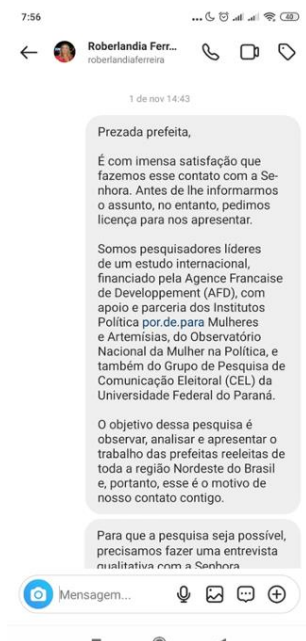 7:56
40
Roberlandia Ferr...
roberlandiaferreira
1 de nov 14:43
Prezada prefeita,
É com imensa satisfação que
fazemos esse contato com a Se-
nhora. Antes de lhe informarmos
o assunto, no entanto, pedimos
licença para nos apresentar.
Somos pesquisadores líderes
de um estudo internacional,
financiado pela Agence Francaise
de Developpement (AFD), com
apoio e parceria dos Institutos
Política por.de.para Mulheres
e Artemísias, do Observatório
Nacional da Mulher na Política, e
também do Grupo de Pesquisa de
Comunicação Eleitoral (CEL) da
Universidade Federal do Paraná.
O objetivo dessa pesquisa é
observar, analisar e apresentar o
trabalho das prefeitas reeleitas de
toda a região Nordeste do Brasil
e, portanto, esse é o motivo de
nosso contato contigo.
Para que a pesquisa seja possível,
precisamos fazer uma entrevista
qualitativa com a Senhora
Mensagem...